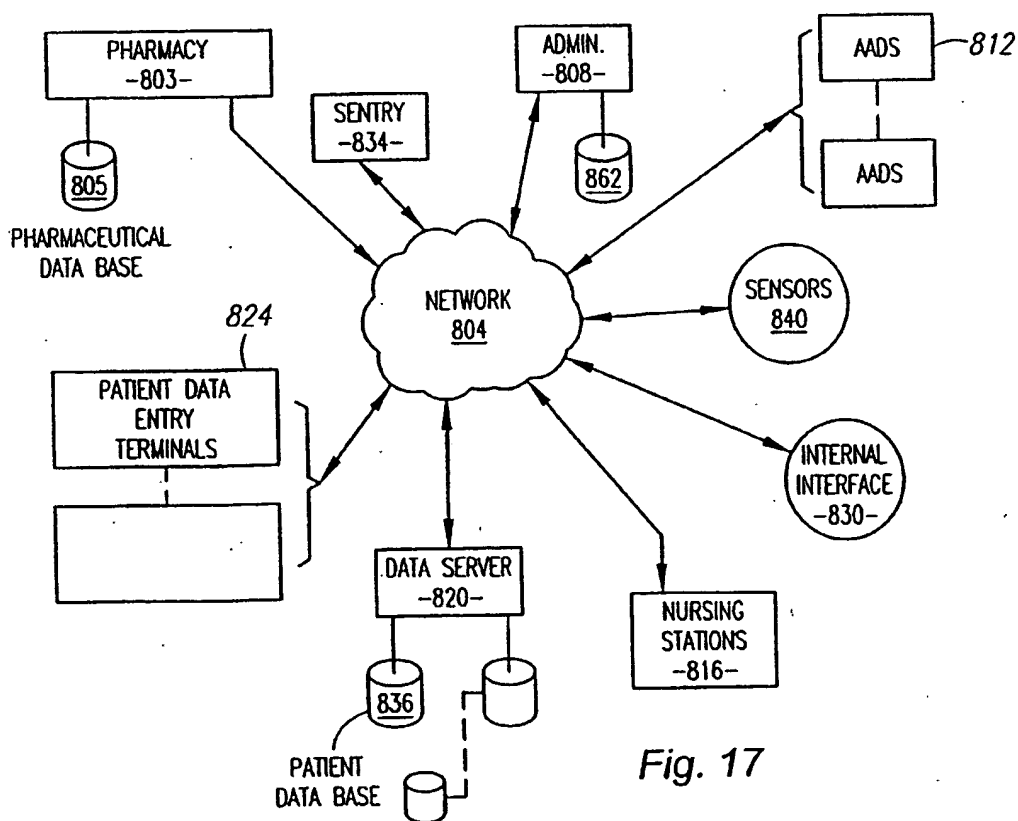 PHARMACY
-803-
805
PHARMACEUTICAL
DATA BASE
SENTRY
-834-
ADMIN.
-808-
862
AADS
812
AADS
NETWORK
804
SENSORS
840
824
PATIENT DATA
ENTRY
TERMINALS
INTERNAL
INTERFACE
-830-
DATA SERVER
-820-
NURSING
STATIONS
-816-
836
PATIENT
DATA BASE
Fig. 17